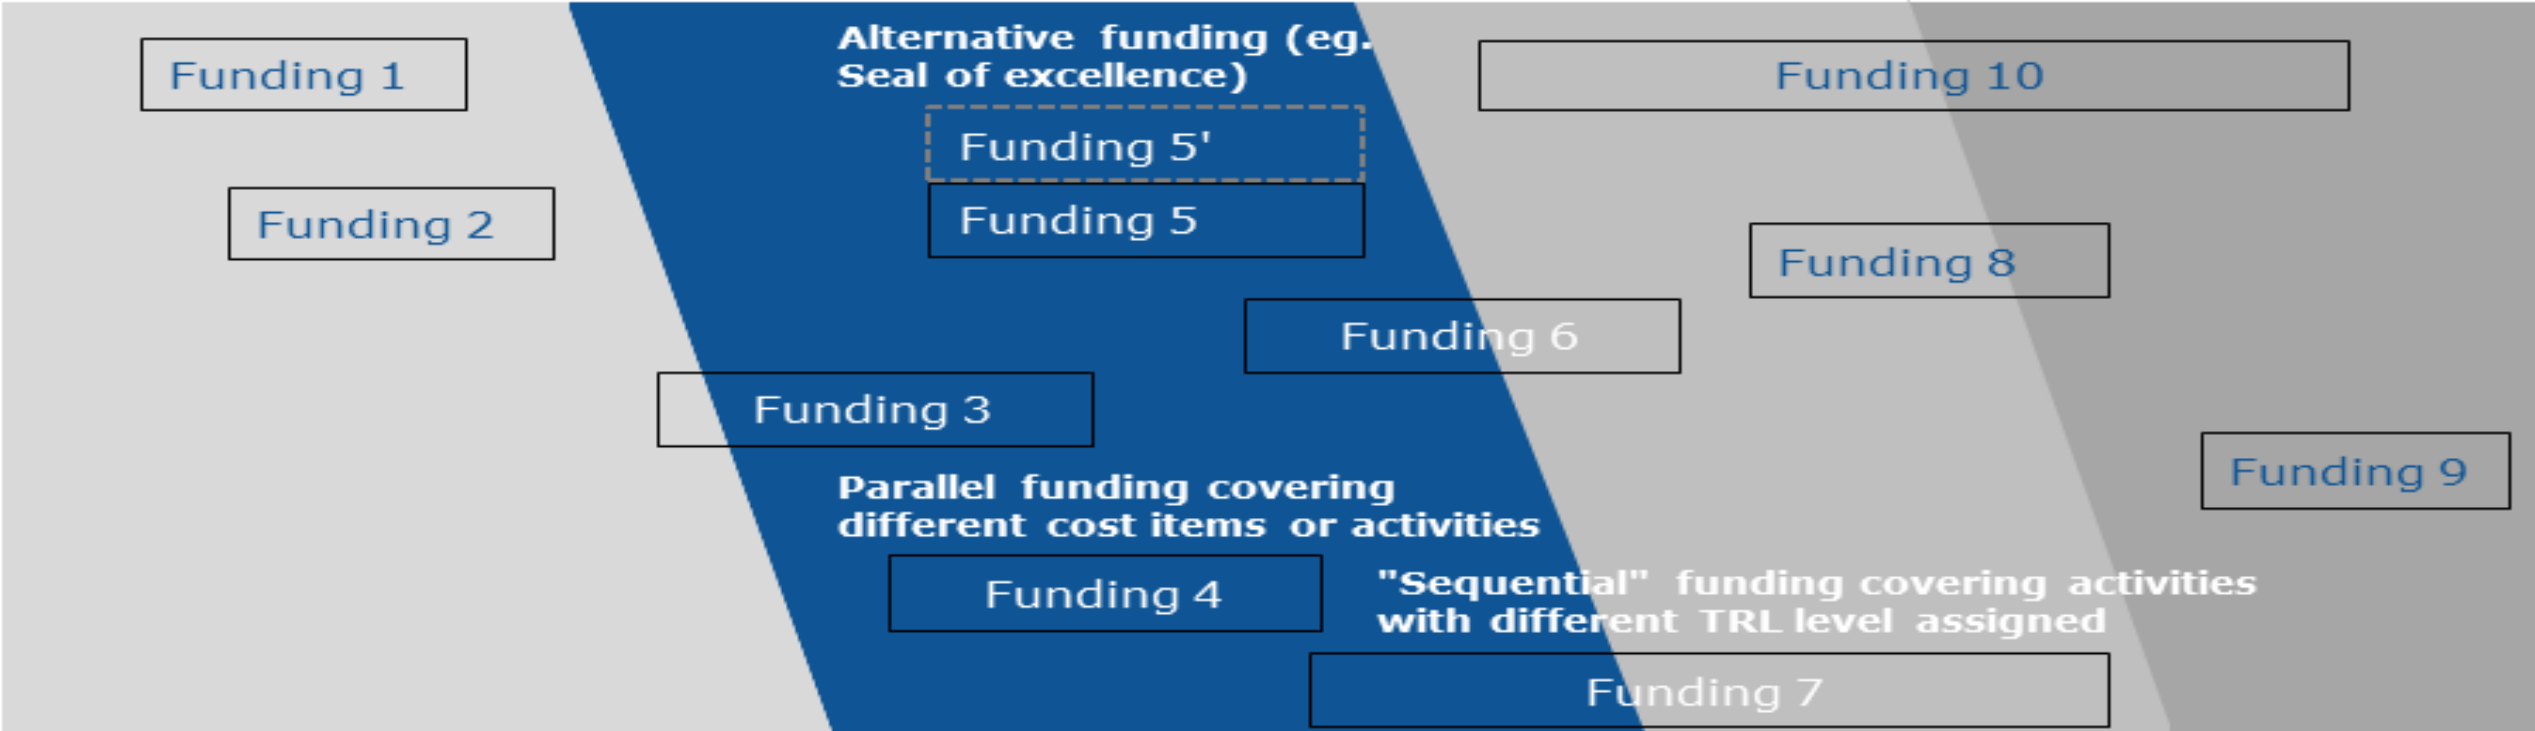 Funding 1
Alternative funding (eg.
Seal of excellence)
Funding 10
Funding 5'
Funding 2
Funding 5
Funding 8
Funding 6
Funding 3
Funding 9
Parallel funding covering
different cost items or activities
Funding 4
"Sequential" funding covering activities
with different TRL level assigned
Funding 7